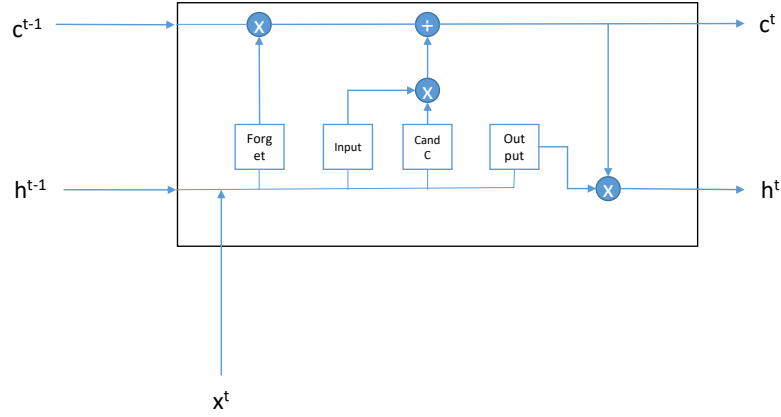 c^t-1
x
÷
c^t
x
Forg
et
Input
Cand
C
Out
put
h^t-1
x
h^t
x^t